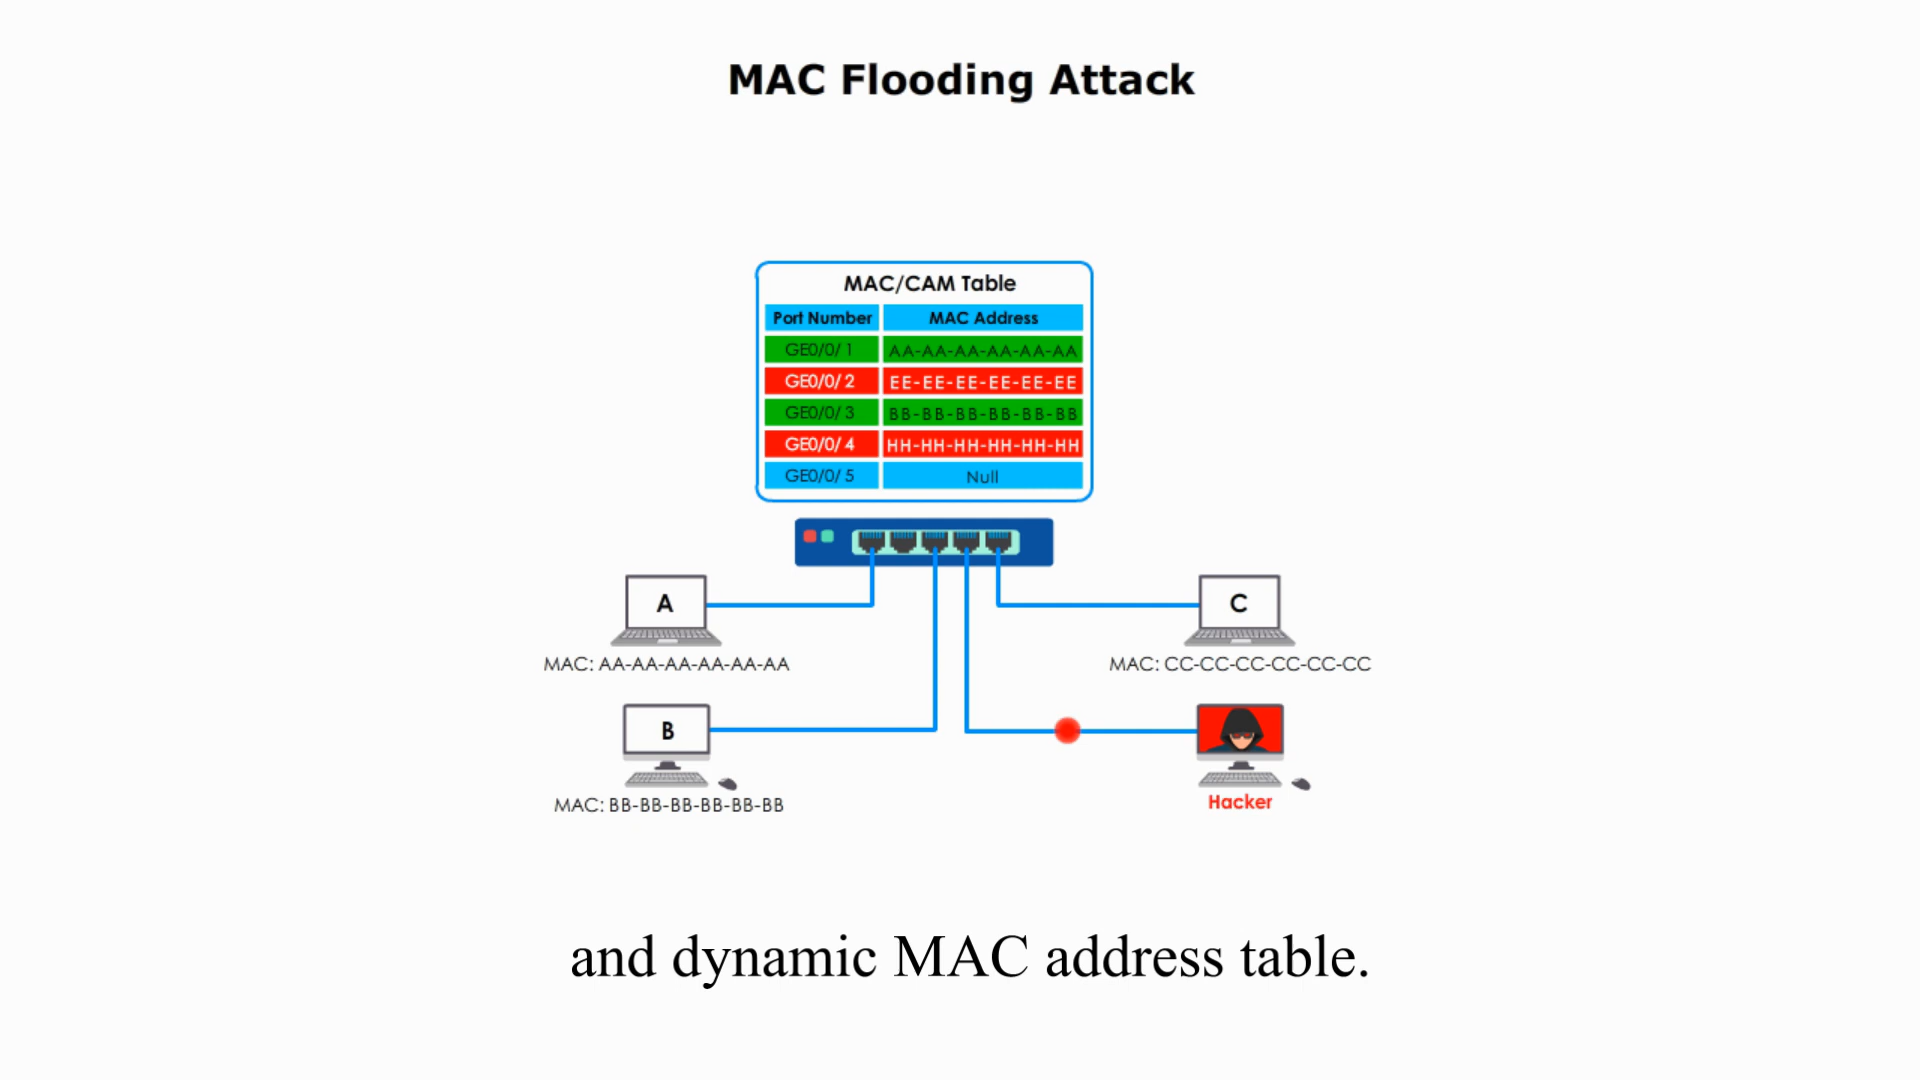 MAC Flooding Attack
MAC/CAM Table
Port Number MAC Address
GE0/0/ 1 AA-AA-AA-AA-AA-AA
GE0/0/ 2 EE-EE-EE-EE-EE-EE
GE0/0/ 3 BB-BB-BB-BB-BB-BB
GE0/0/ 4 HH-HH-HH-HH-HH-HH
GE0/0/ 5 Null
A
C
MAC: AA-AA-AA-AA-AA-AA
MAC: CC-CC-CC-CC-CC-CC
B
MAC: BB-BB-BB-BB-BB-BB
Hacker
and dynamic MAC address table.